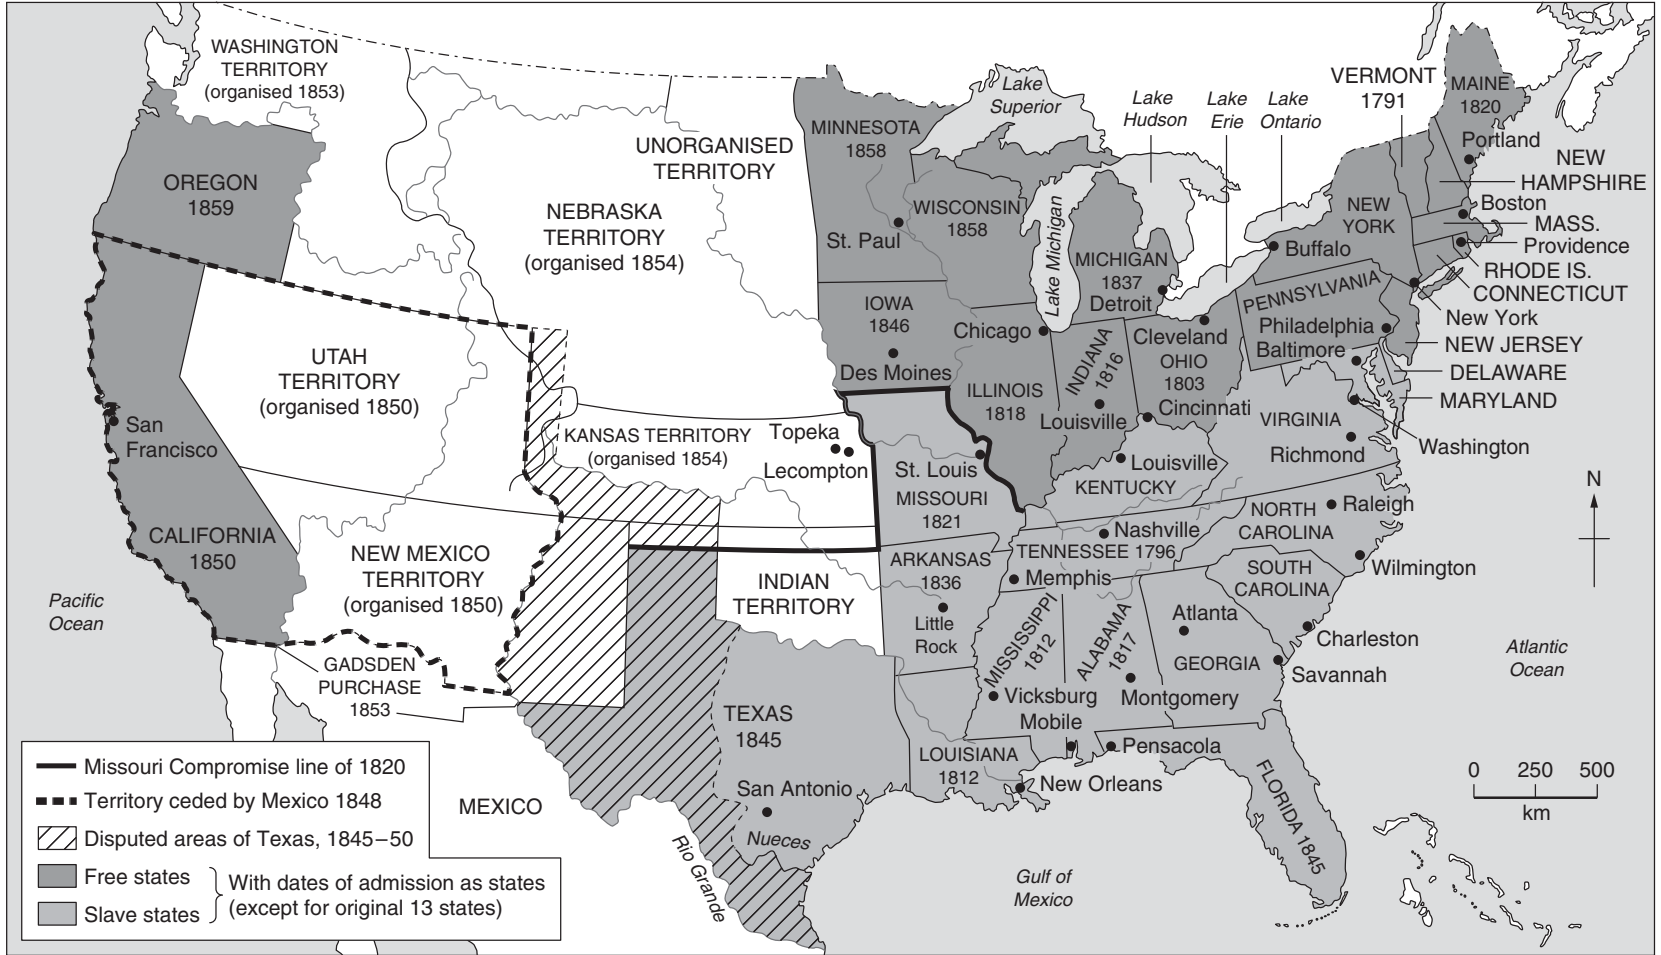 WASHINGTON
TERRITORY
(organised 1853)
OREGON
1859
UNORGANISED
TERRITORY
NEBRASKA
TERRITORY
(organised 1854)
MINNESOTA
1858
St. Paul
WISCONSIN
1858
Lake
Superior
Lake
Hudson
Lake
Erie
Lake
Ontario
Lake Michigan
VERMONT
1791
MAINE
1820
Portland
NEW
HAMPSHIRE
Boston
MASS.
Providence
RHODE IS.
CONNECTICUT
New York
NEW JERSEY
DELAWARE
MARYLAND
Washington
NEW
YORK
Buffalo
MICHIGAN
1837
Detroit
PENNSYLVANIA
Philadelphia
Baltimore
IOWA
1846
Des Moines
Chicago
ILLINOIS
1818
INDIANA
1816
Louisville
Cleveland
OHIO
1803
Cincinnati
VIRGINIA
Richmond
UTAH
TERRITORY
(organised 1850)
San
Francisco
CALIFORNIA
1850
KANSAS TERRITORY
(organised 1854)
Topeka
Lecompton
St. Louis
MISSOURI
1821
Louisville
KENTUCKY
NORTH
CAROLINA
Raleigh
Wilmington
Nashville
TENNESSEE 1796
Memphis
SOUTH
CAROLINA
Charleston
NEW MEXICO
TERRITORY
(organised 1850)
INDIAN
TERRITORY
ARKANSAS
1836
Little
Rock
MISSISSIPPI
1812
Vicksburg
ALABAMA
1817
Montgomery
Mobile
Atlanta
GEORGIA
Savannah
Pensacola
FLORIDA 1845
LOUISIANA
1812
New Orleans
TEXAS
1845
San Antonio
Nueces
Rio Grande
GADSDEN
PURCHASE
1853
MEXICO
Pacific
Ocean
Atlantic
Ocean
Gulf of
Mexico
N
0 250 500
km
Missouri Compromise line of 1820
Territory ceded by Mexico 1848
Disputed areas of Texas, 1845–50
Free states
Slave states
With dates of admission as states
(except for original 13 states)